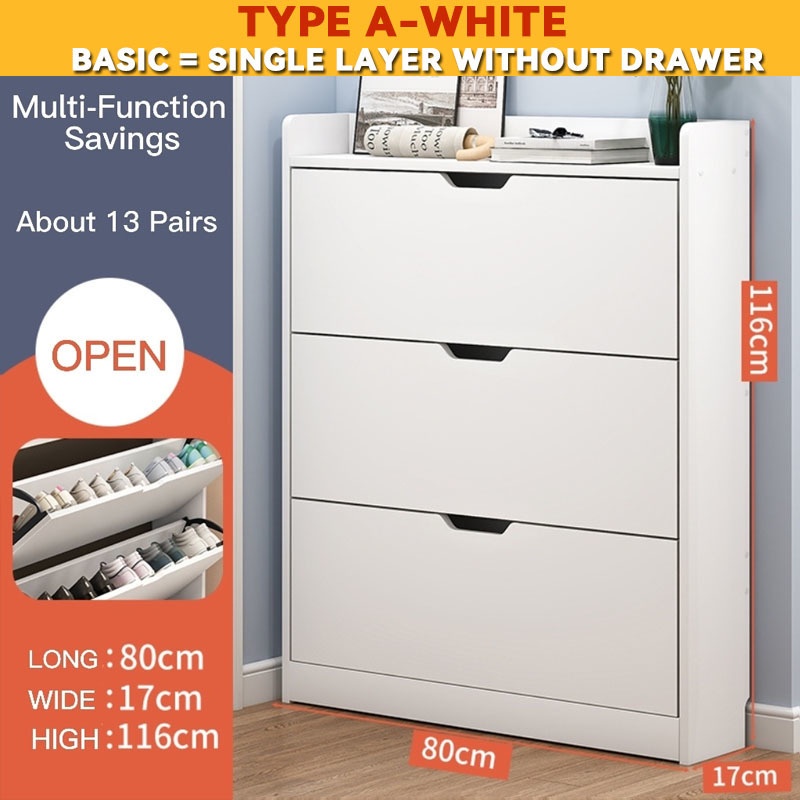 TYPE A-WHITE
BASIC = SINGLE LAYER WITHOUT DRAWER
Multi-Function
Savings
About 13 Pairs
OPEN
LONG：80cm
WIDE：17cm
HIGH：116cm
116cm
80cm
17cm